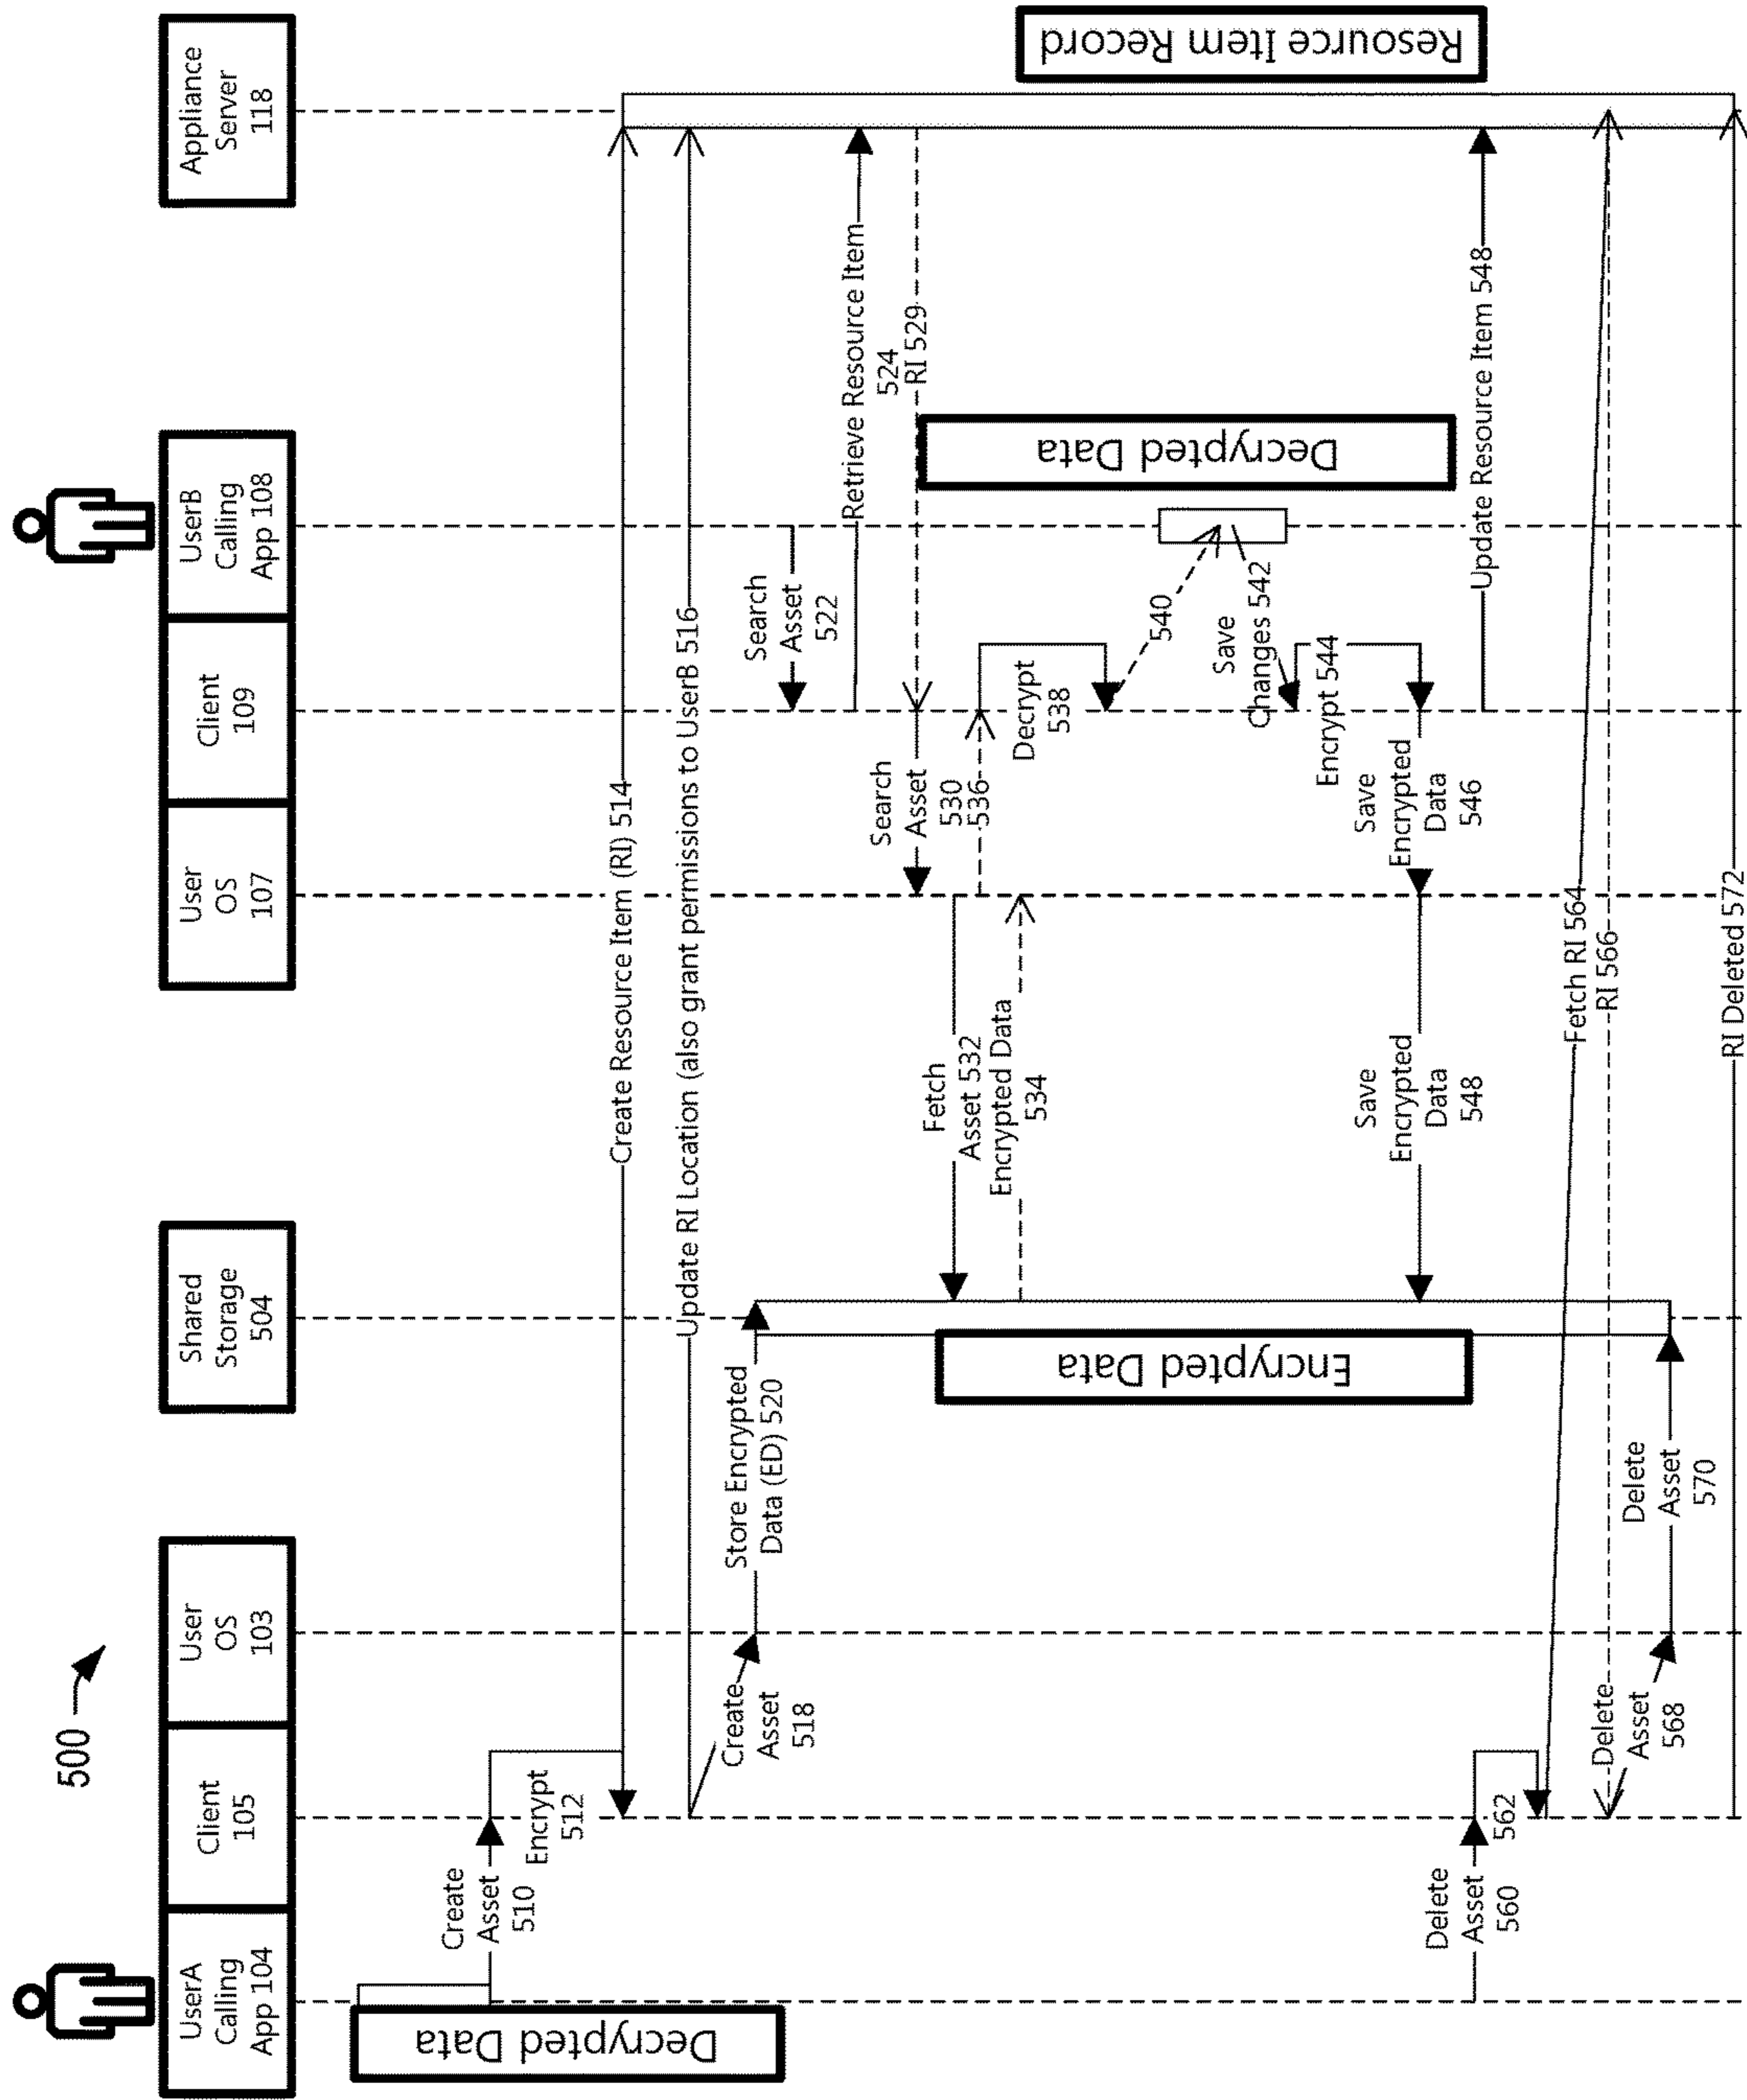 500
UserA
Calling
App 104
Client
105
User
OS
103
Shared
Storage
504
User
OS
107
Client
109
UserB
Calling
App 108
Appliance
Server
118
Decrypted Data
Create
Asset
510
Encrypt
512
Create Resource Item (RI) 514
Update RI Location (also grant permissions to UserB 516
Create
Asset
518
Store Encrypted
Data (ED) 520
Search
Asset
522
Retrieve Resource Item
524
RI 529
Search
Asset
530
Fetch
Asset 532
Encrypted Data
534
536
Decrypt
538
540
Decrypted Data
Save
Changes 542
Encrypt 544
Save
Encrypted
Data
546
Save
Encrypted
Data
548
Update Resource Item 548
Encrypted Data
Resource Item Record
Delete
Asset
560
562
Fetch RI 564
RI 566
Delete
Asset
568
Delete
Asset
570
RI Deleted 572